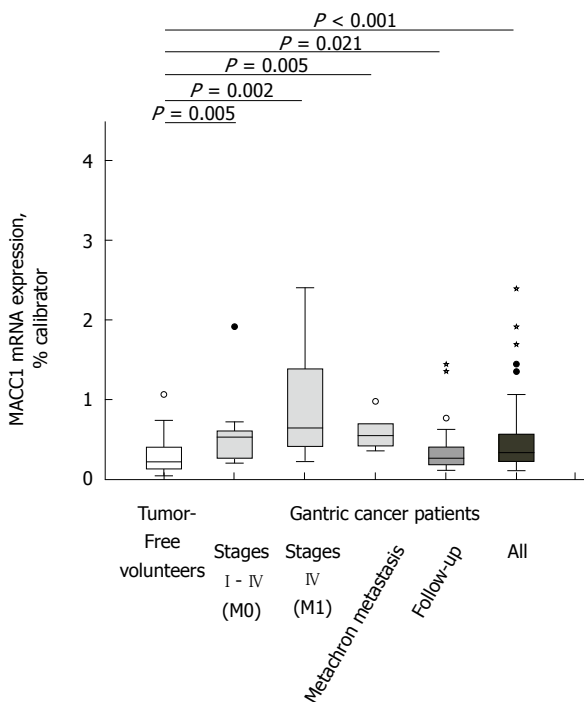 P < 0.001
P = 0.021
P = 0.005
P = 0.002
P = 0.005
MACC1 mRNA expression,
% calibrator
4
3
2
1
0
Tumor-
Free
volunteers
Gantric cancer patients
Stages
I - IV
(M0)
Stages
IV
(M1)
Metachron metastasis
Follow-up
All